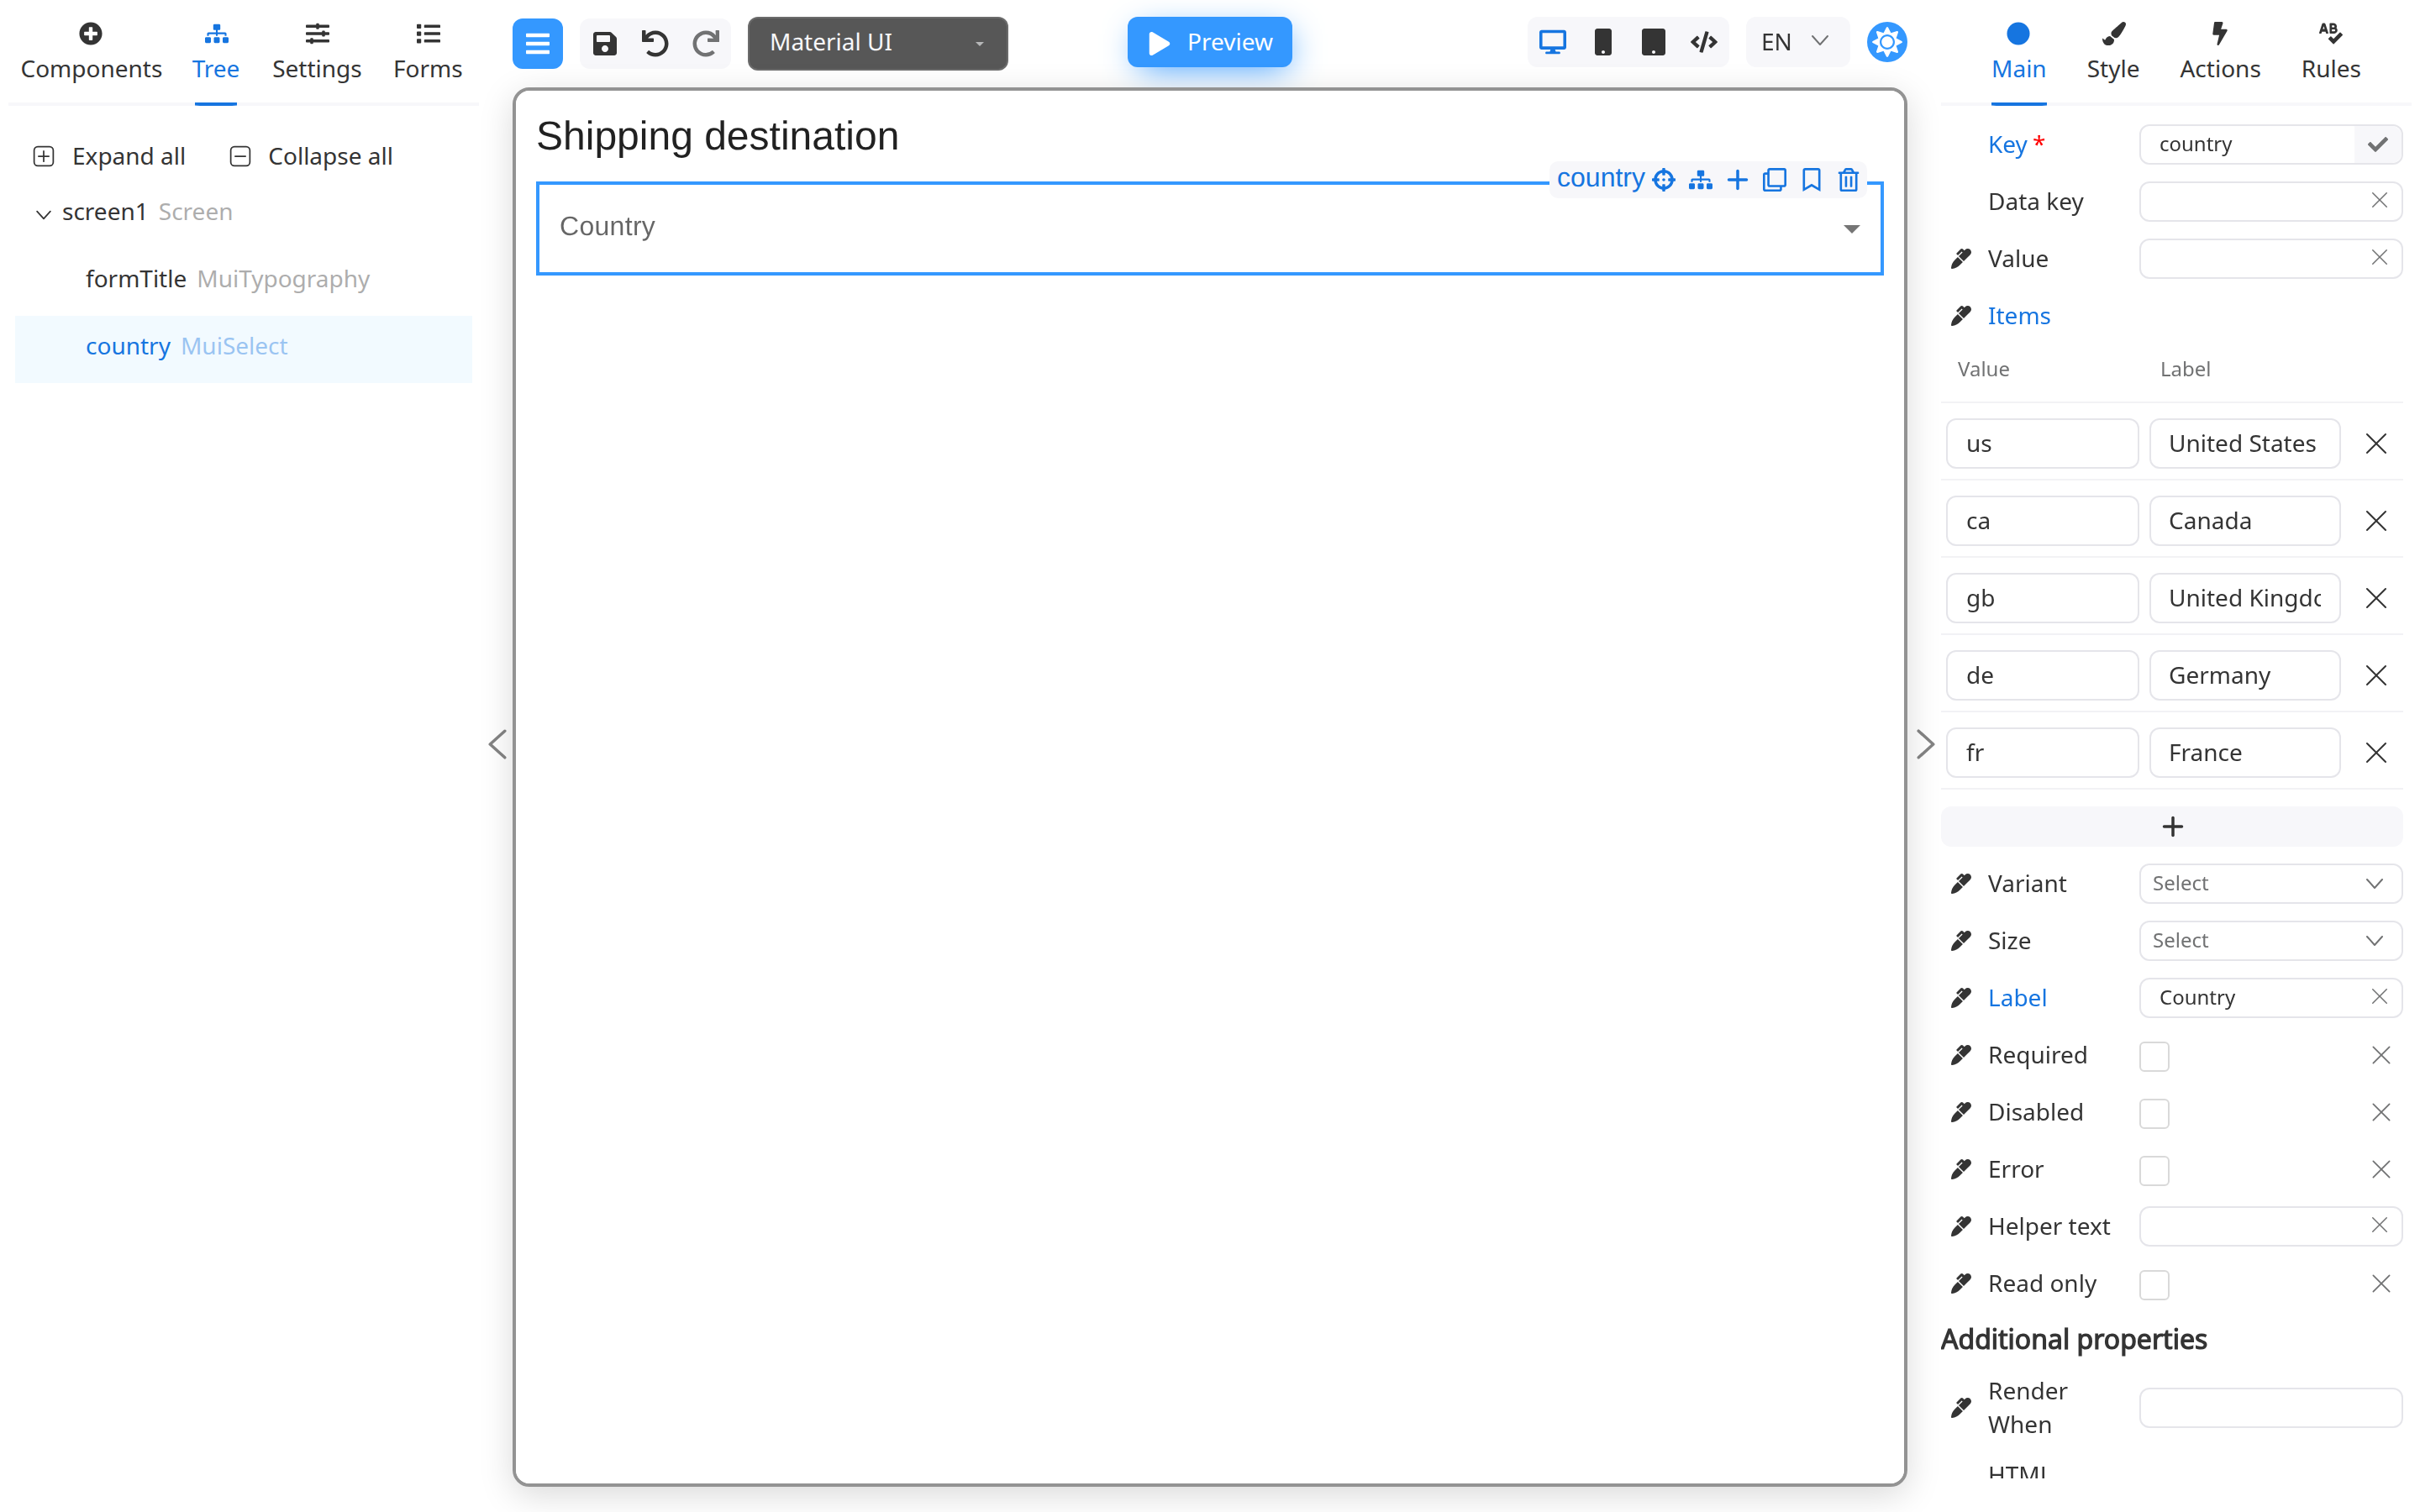 Components Tree Settings Forms
Material UI
Preview
EN
Main Style Actions Rules
Expand all Collapse all
screen1 Screen
formTitle MuiTypography
country MuiSelect
Shipping destination
country
Country
Key *
country
Data key
Value
Items
Value Label
us United States
ca Canada
gb United Kingdo
de Germany
fr France
Variant Select
Size Select
Label Country
Required
Disabled
Error
Helper text
Read only
Additional properties
Render
When
HTML